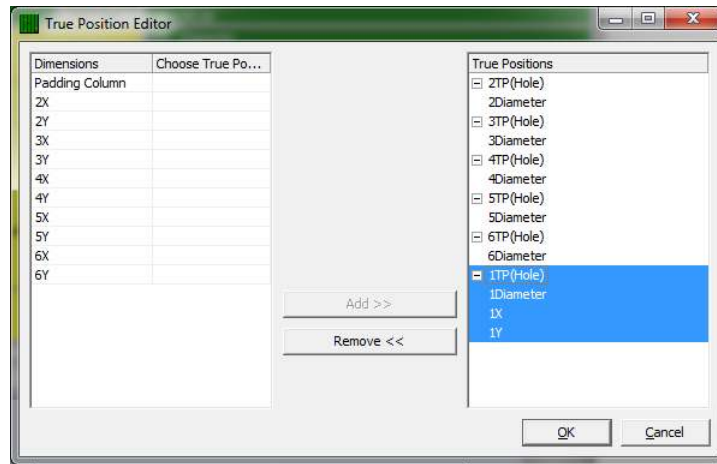 True Position Editor
Dimensions Choose True Po...
Padding Column
2X
2Y
3X
3Y
4X
4Y
5X
5Y
6X
6Y
Add >>
Remove <<
True Positions
2TP(Hole)
2Diameter
3TP(Hole)
3Diameter
4TP(Hole)
4Diameter
5TP(Hole)
5Diameter
6TP(Hole)
6Diameter
1TP(Hole)
1Diameter
1X
1Y
OK Cancel